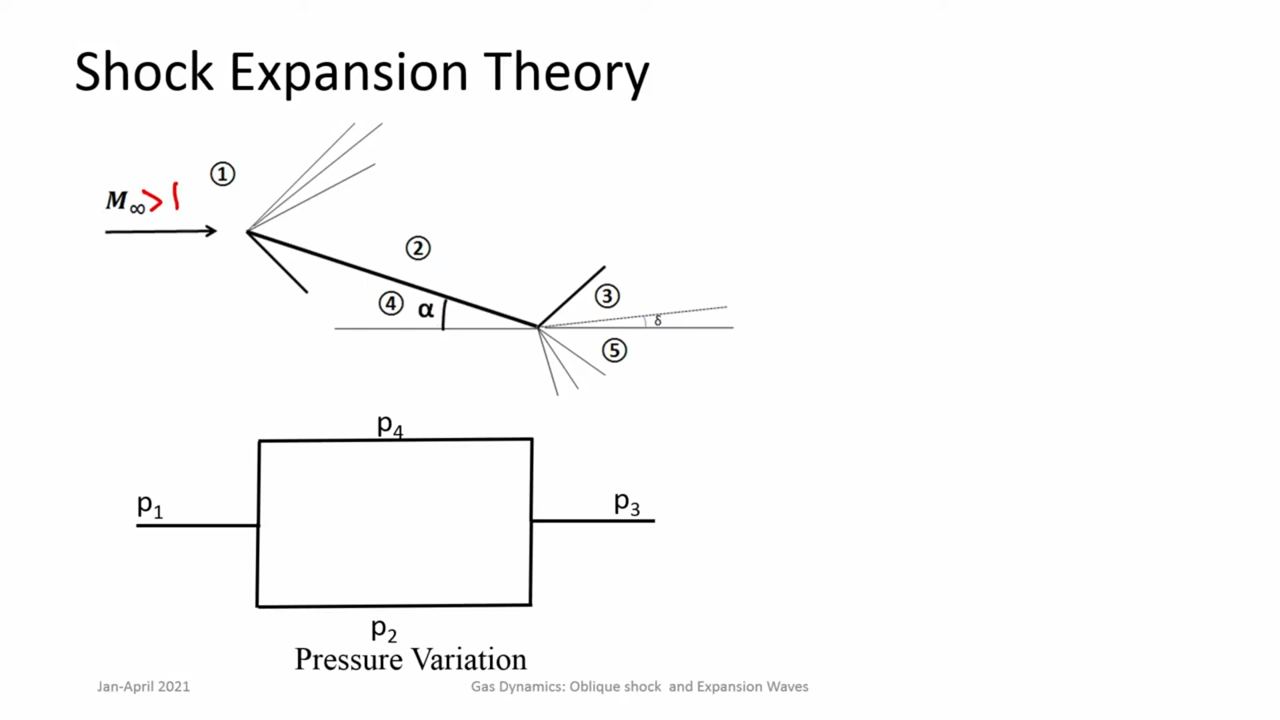 Shock Expansion Theory
①
M∞ >1
②
④ α
③
δ
⑤
p4
p1
p3
p2
Pressure Variation
Jan-April 2021
Gas Dynamics: Oblique shock and Expansion Waves